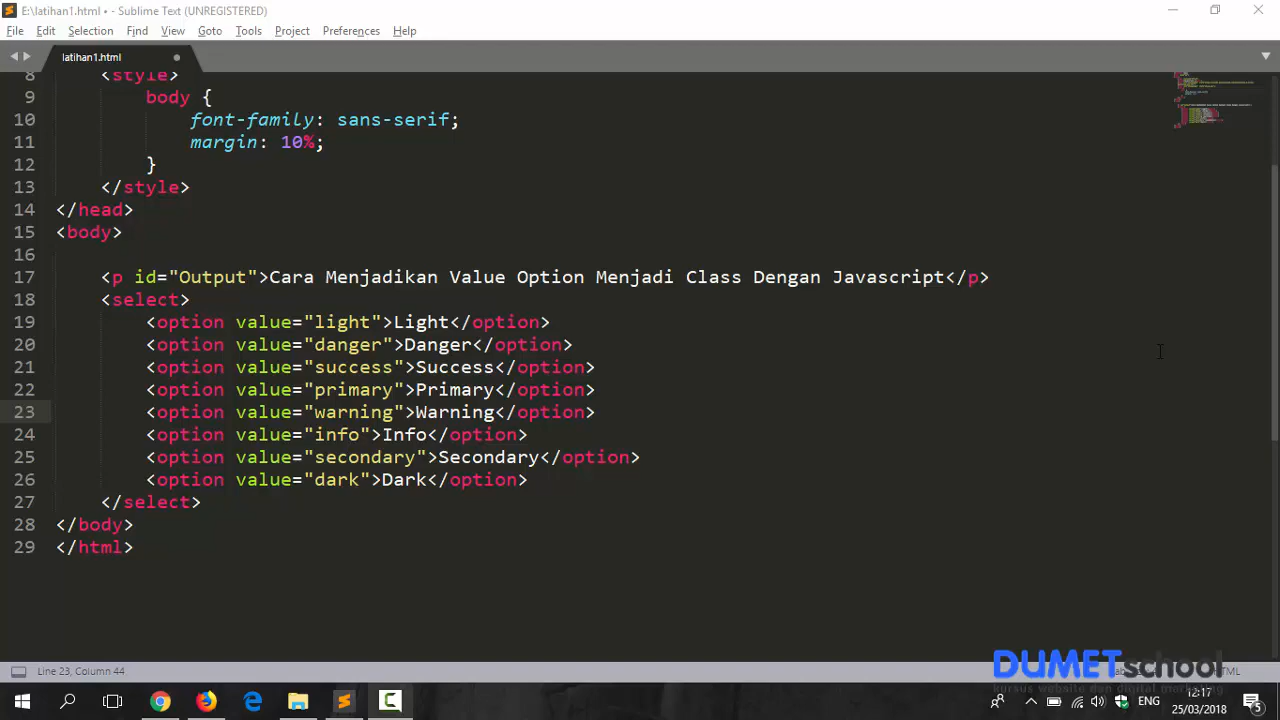 E:\latihan1.html • - Sublime Text (UNREGISTERED)
File Edit Selection Find View Goto Tools Project Preferences Help
latihan1.html
8 <style>
9 body {
10 font-family: sans-serif;
11 margin: 10%;
12 }
13 </style>
14 </head>
15 <body>
16
17 <p id="Output">Cara Menjadikan Value Option Menjadi Class Dengan Javascript</p>
18 <select>
19 <option value="light">Light</option>
20 <option value="danger">Danger</option>
21 <option value="success">Success</option>
22 <option value="primary">Primary</option>
23 <option value="warning">Warning</option>
24 <option value="info">Info</option>
25 <option value="secondary">Secondary</option>
26 <option value="dark">Dark</option>
27 </select>
28 </body>
29 </html>
Line 23, Column 44
DUMETschool
kursus website dan digital marketing
ENG
12:17
25/03/2018
5